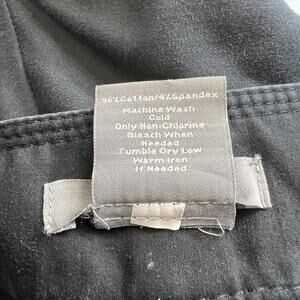 96%Cotton/4%Spandex
Machine Wash
Cold
Only Non-Chlorine
Bleach When
Needed
Tumble Dry Low
Warm Iron
If Needed